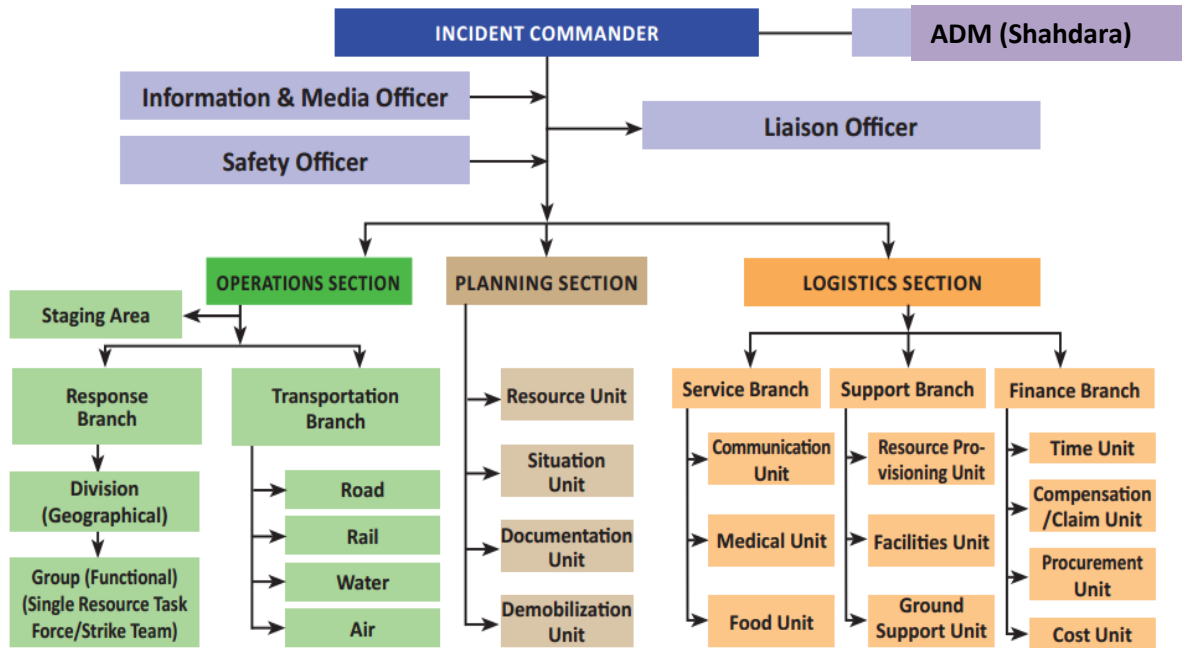 INCIDENT COMMANDER
ADM (Shahdara)
Information & Media Officer
Liaison Officer
Safety Officer
OPERATIONS SECTION
PLANNING SECTION
LOGISTICS SECTION
Staging Area
Response
Branch
Division
(Geographical)
Group (Functional)
(Single Resource Task
Force/Strike Team)
Transportation
Branch
Road
Rail
Water
Air
Resource Unit
Situation
Unit
Documentation
Unit
Demobilization
Unit
Service Branch
Communication
Unit
Medical Unit
Food Unit
Support Branch
Resource Pro-
visioning Unit
Facilities Unit
Ground
Support Unit
Finance Branch
Time Unit
Compensation
/Claim Unit
Procurement
Unit
Cost Unit